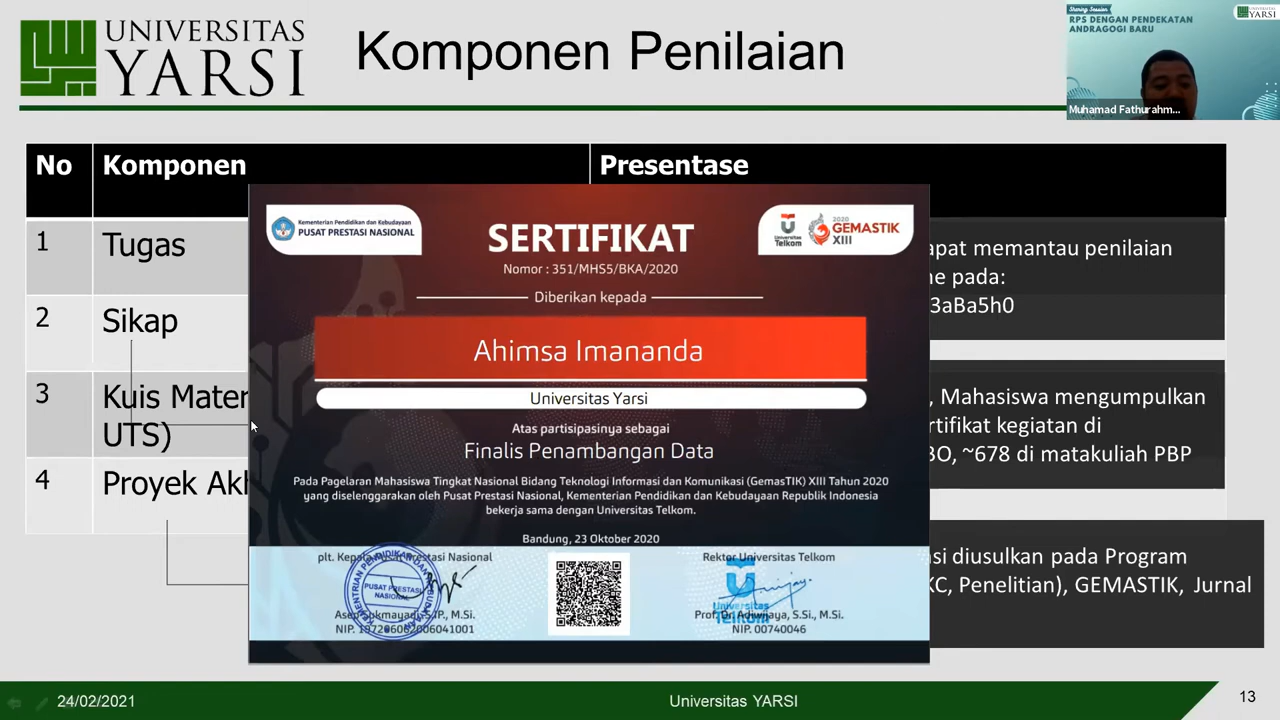 UNIVERSITAS
YARSI
Komponen Penilaian
Sharing Session
RPS DENGAN PENDEKATAN
ANDRAGOGI BARU
UNIVERSITAS
YARSI
Muhamad Fathurahm...
No Komponen Presentase
1 Tugas
2 Sikap
3 Kuis Mater
UTS)
4 Proyek Akh
apat memantau penilaian
ne pada:
3aBa5h0
, Mahasiswa mengumpulkan
rtifikat kegiatan di
BO, ~678 di matakuliah PBP
si diusulkan pada Program
KC, Penelitian), GEMASTIK, Jurnal
Kementerian Pendidikan dan Kebudayaan
PUSAT PRESTASI NASIONAL
SERTIFIKAT
Universitas
Telkom
2020
GEMASTIK
XIII
Nomor : 351/MHS5/BKA/2020
Diberikan kepada
Ahimsa Imananda
Universitas Yarsi
Atas partisipasinya sebagai
Finalis Penambangan Data
Pada Pagelaran Mahasiswa Tingkat Nasional Bidang Teknologi Informasi dan Komunikasi (GemasTIK) XIII Tahun 2020
yang diselenggarakan oleh Pusat Prestasi Nasional, Kementerian Pendidikan dan Kebudayaan Republik Indonesia
bekerja sama dengan Universitas Telkom.
Bandung, 23 Oktober 2020
plt. Kepala Pusat Prestasi Nasional
PUSAT PRESTASI
NASIONAL
NIP. 197206062006041001
Rektor Universitas Telkom
Universitas
Telkom
Prof. Dr. Adiwijaya, S.Si., M.Si.
NIP. 00740046
24/02/2021
Universitas YARSI
13